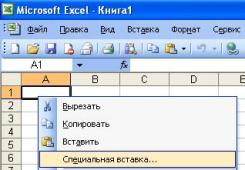 Microsoft Excel - Книга1
Файл Правка Вид Вставка Формат Сервис
A1
A B C D
1
2 Вырезать
3
4 Копировать
5 Вставить
6 Специальная вставка...
7